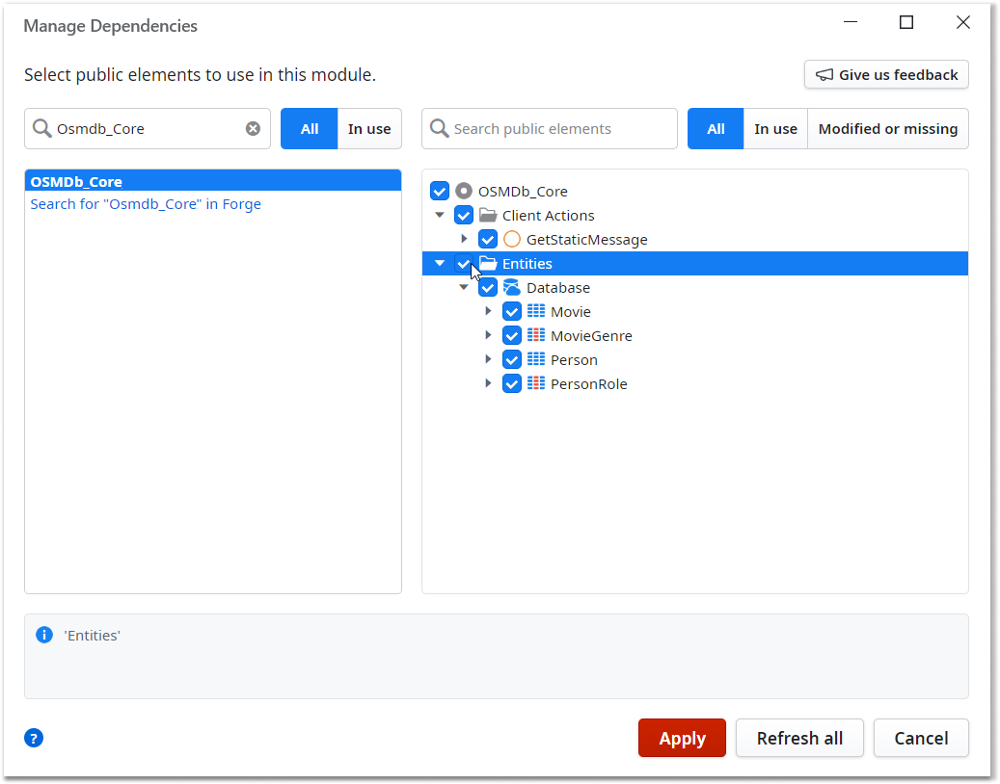 Manage Dependencies
Select public elements to use in this module.
Give us feedback
Osmdb_Core
All
In use
Search public elements
All
In use
Modified or missing
OSMDb_Core
Search for "Osmdb_Core" in Forge
OSMDb_Core
Client Actions
GetStaticMessage
Entities
Database
Movie
MovieGenre
Person
PersonRole
'Entities'
Apply
Refresh all
Cancel